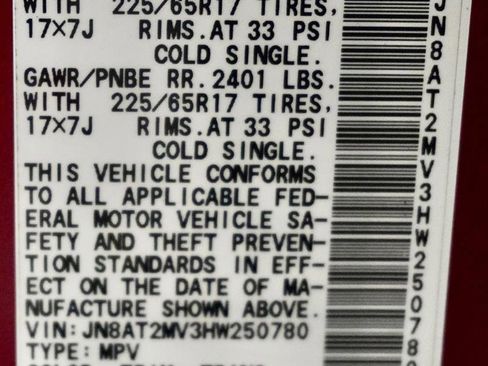 WITH 225/65R17 TIRES,
17×7J RIMS.AT 33 PSI
COLD SINGLE.
GAWR/PNBE RR.2401 LBS.
WITH 225/65R17 TIRES,
17×7J RIMS.AT 33 PSI
COLD SINGLE.
THIS VEHICLE CONFORMS
TO ALL APPLICABLE FED-
ERAL MOTOR VEHICLE SA-
FETY AND THEFT PREVEN-
TION STANDARDS IN EFF-
ECT ON THE DATE OF MA-
NUFACTURE SHOWN ABOVE.
VIN:JN8AT2MV3HW250780
TYPE:MPV
JN8AT2MV3HW25078